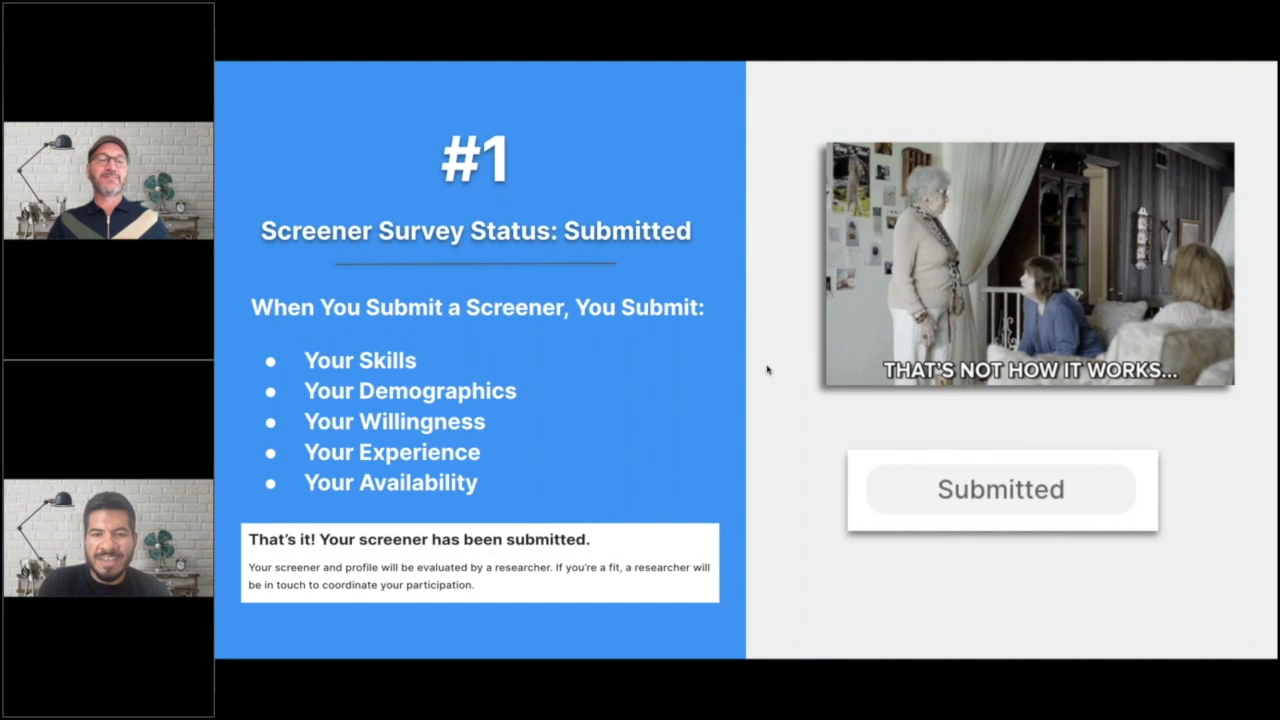 #1
Screener Survey Status: Submitted
When You Submit a Screener, You Submit:
● Your Skills
● Your Demographics
● Your Willingness
● Your Experience
● Your Availability
That's it! Your screener has been submitted.
Your screener and profile will be evaluated by a researcher. If you're a fit, a researcher will
be in touch to coordinate your participation.
THAT'S NOT HOW IT WORKS...
Submitted